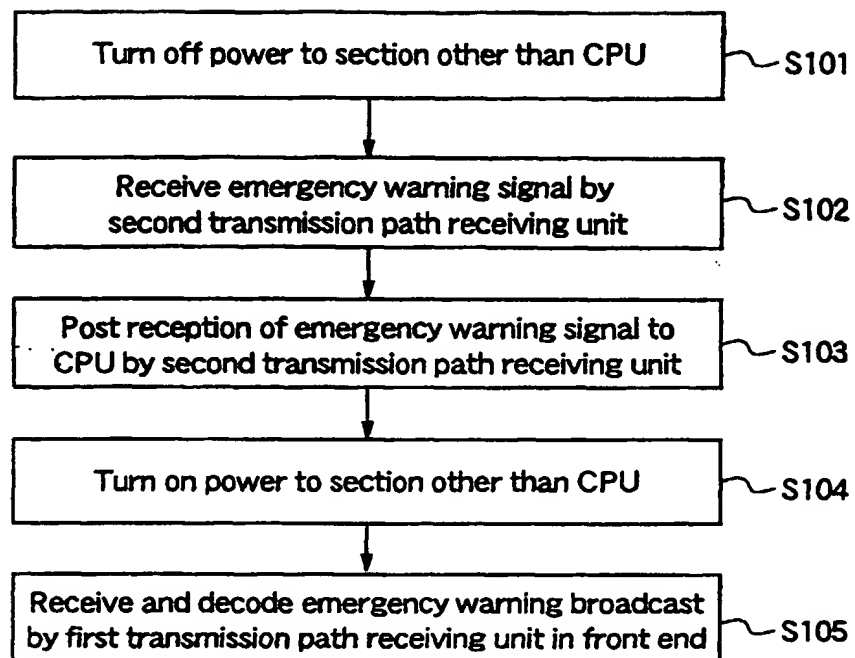 Turn off power to section other than CPU
S101
Receive emergency warning signal by
second transmission path receiving unit
S102
Post reception of emergency warning signal to
CPU by second transmission path receiving unit
S103
Turn on power to section other than CPU
S104
Receive and decode emergency warning broadcast
by first transmission path receiving unit in front end
S105